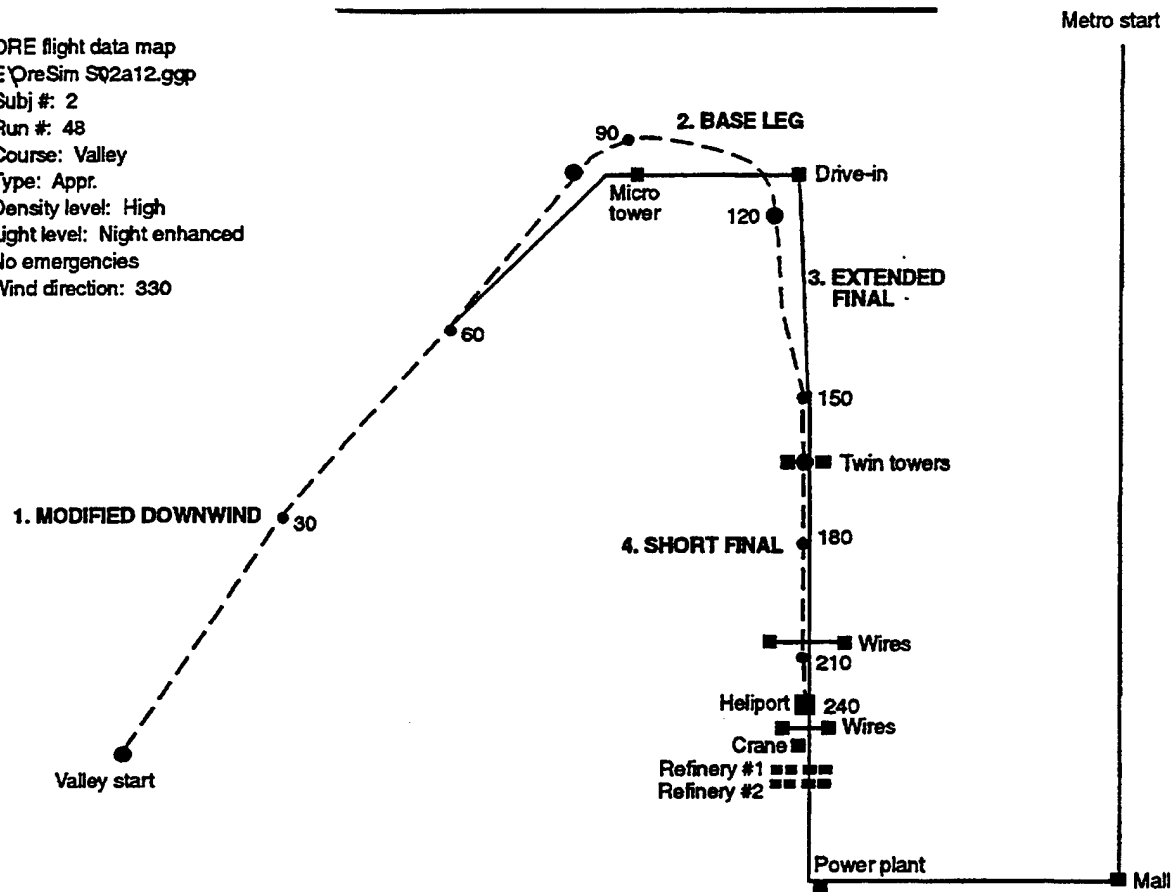 ORE flight data map
E\OreSim S02a12.ggp
Subj #: 2
Run #: 48
Course: Valley
Type: Appr.
Density level: High
Light level: Night enhanced
No emergencies
Wind direction: 330
Metro start
2. BASE LEG
90
Drive-in
Micro
tower
120
3. EXTENDED
FINAL
60
150
Twin towers
1. MODIFIED DOWNWIND
30
4. SHORT FINAL
180
Wires
210
Heliport
240
Wires
Crane
Valley start
Refinery #1
Refinery #2
Power plant
Mall